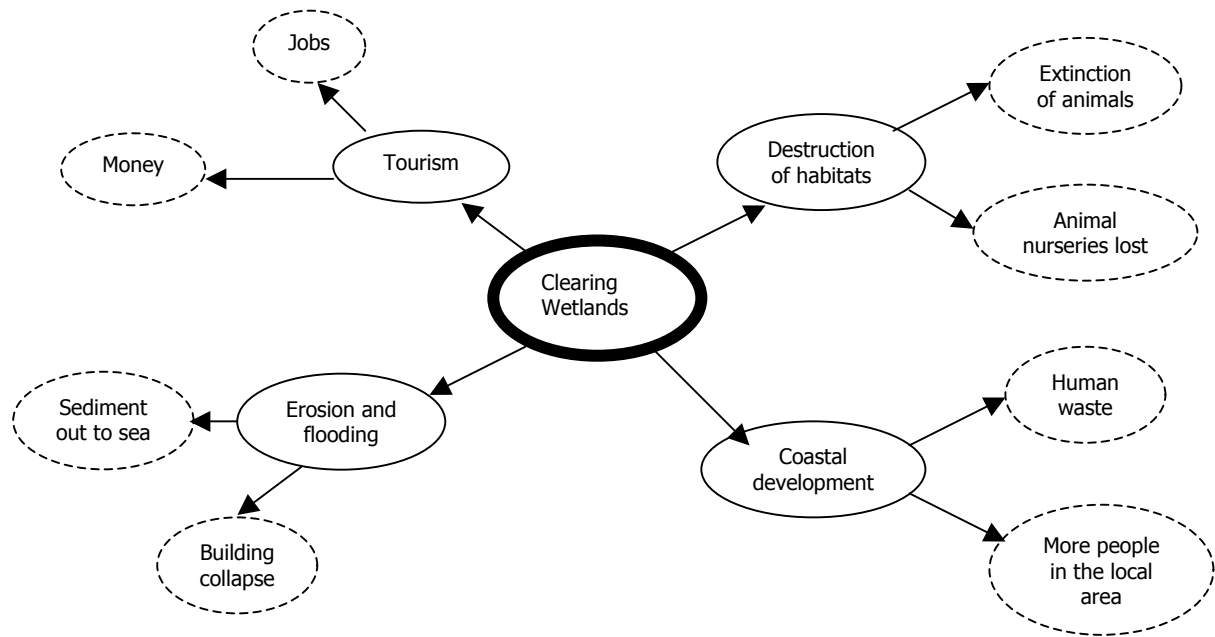 Jobs
Money
Tourism
Extinction
of animals
Destruction
of habitats
Animal
nurseries lost
Clearing
Wetlands
Sediment
out to sea
Erosion and
flooding
Building
collapse
Human
waste
Coastal
development
More people
in the local
area